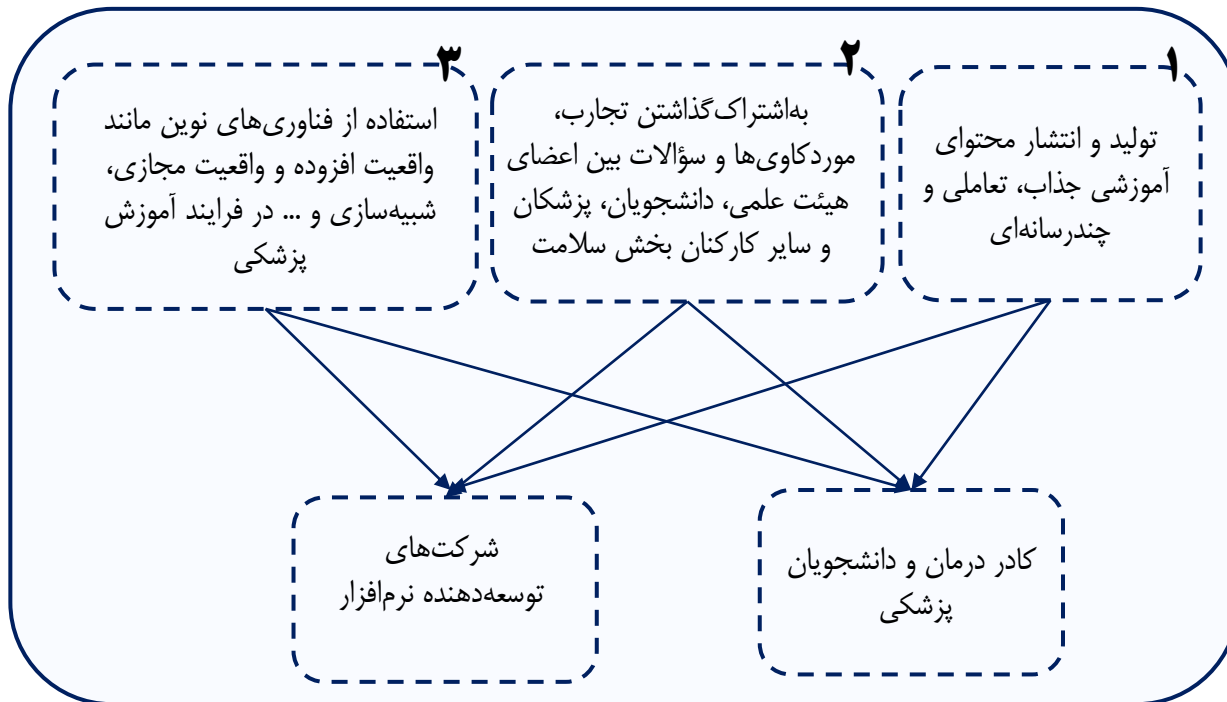 ۱
تولید و انتشار محتوای
آموزشی جذاب، تعاملی و
چندرسانه‌ای
۲
به‌اشتراک‌گذاشتن تجارب،
موردکاوی‌ها و سؤالات بین اعضای
هیئت علمی، دانشجویان، پزشکان
و سایر کارکنان بخش سلامت
۳
استفاده از فناوری‌های نوین مانند
واقعیت افزوده و واقعیت مجازی،
شبیه‌سازی و ... در فرایند آموزش
پزشکی
کادر درمان و دانشجویان
پزشکی
شرکت‌های
توسعه‌دهنده نرم‌افزار